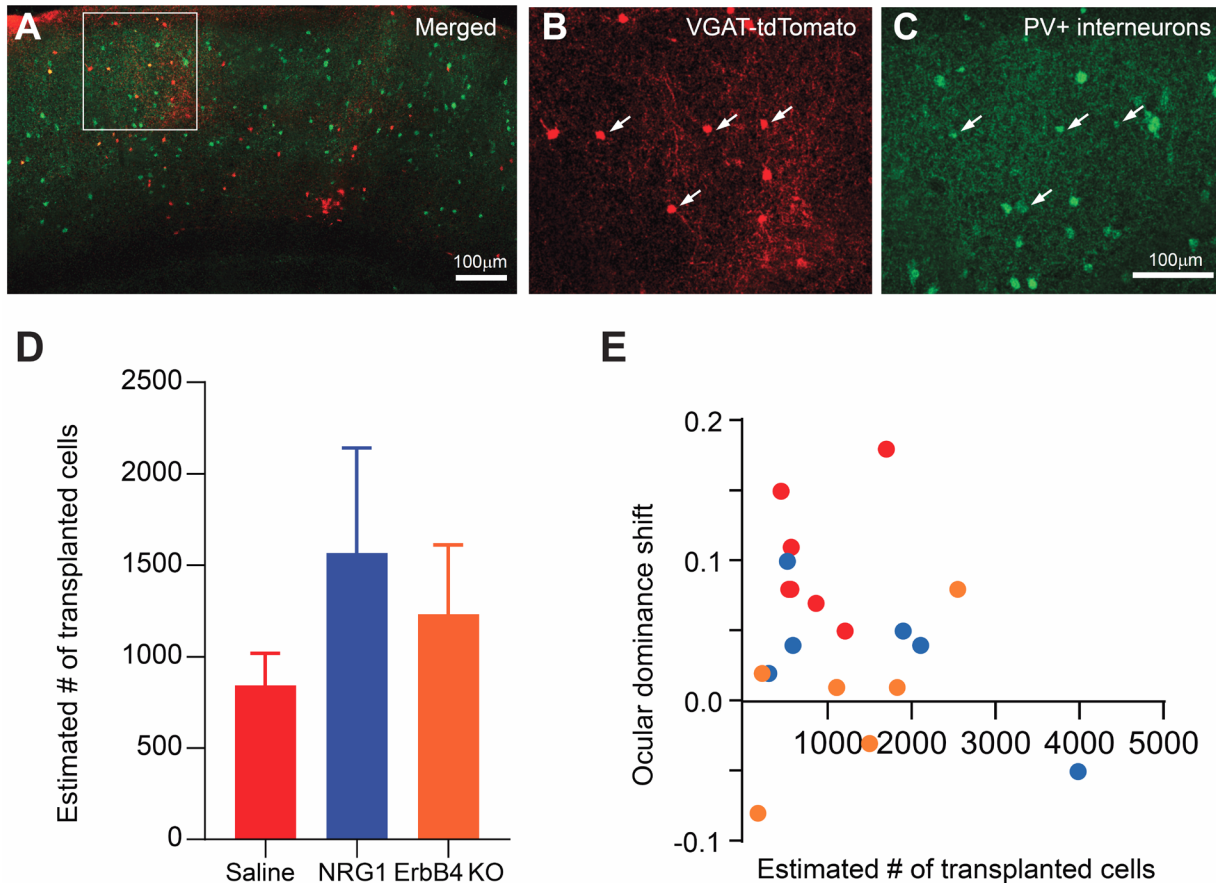 A
Merged
100μm
B
VGAT-tdTomato
C
PV+ interneurons
100μm
D
Estimated # of transplanted cells
2500
2000
1500
1000
500
0
Saline
NRG1
ErbB4 KO
E
Ocular dominance shift
0.2
0.1
0.0
-0.1
1000
2000
3000
4000
5000
Estimated # of transplanted cells